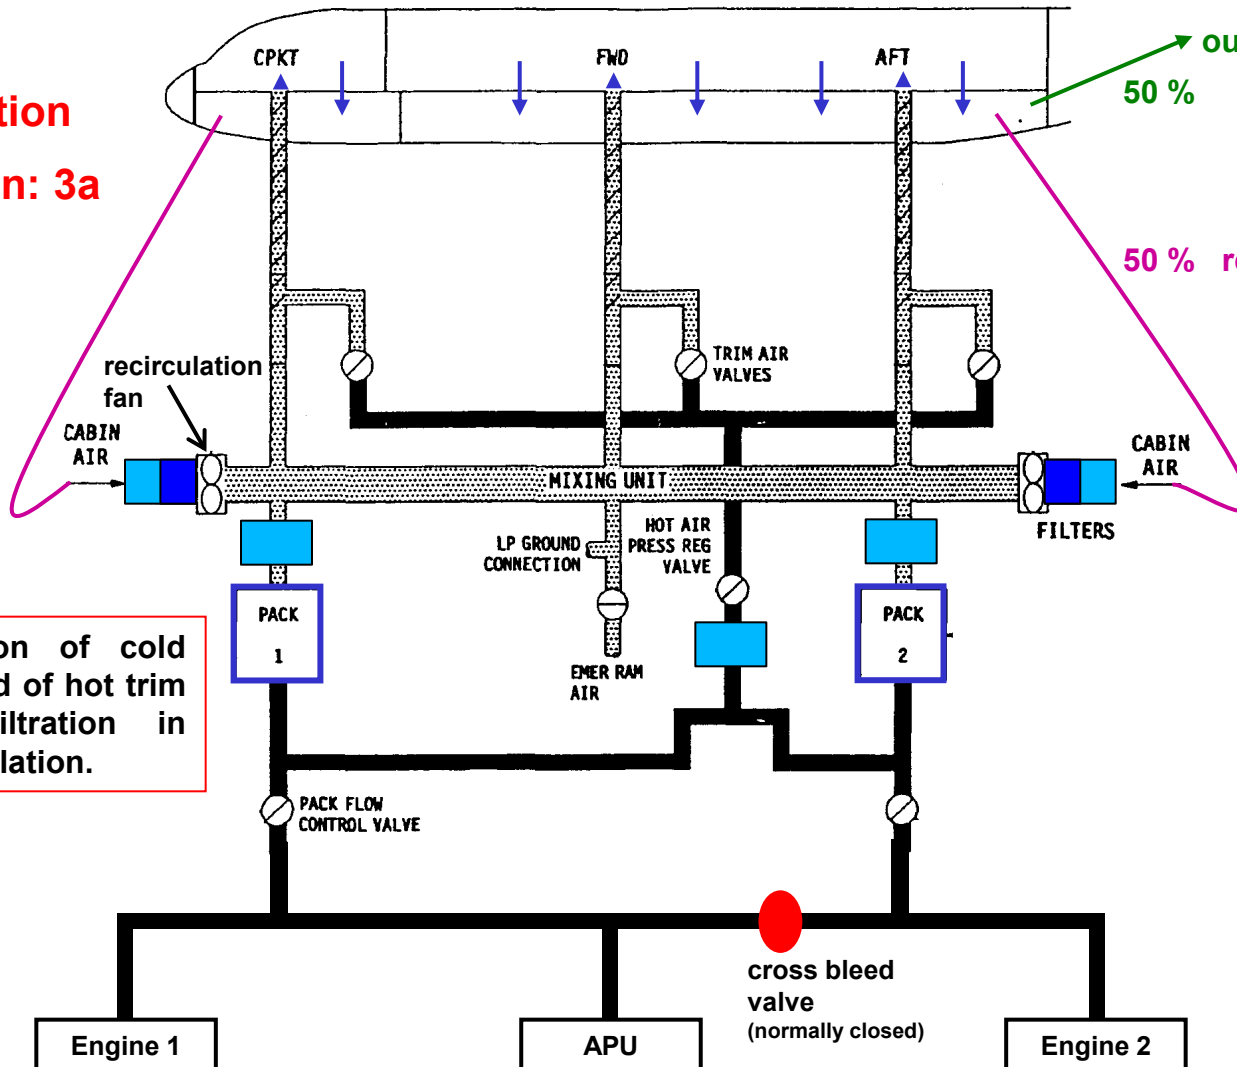 CPKT
FWD
AFT
ou
50 %
tion
n: 3a
50 % r
recirculation
fan
TRIM AIR
VALVES
CABIN
AIR
CABIN
AIR
MIXING UNIT
FILTERS
LP GROUND
CONNECTION
HOT AIR
PRESS REG
VALVE
PACK
1
PACK
2
EMER RAM
AIR
on of cold
d of hot trim
iltration in
lation.
PACK FLOW
CONTROL VALVE
cross bleed
valve
(normally closed)
Engine 1
APU
Engine 2